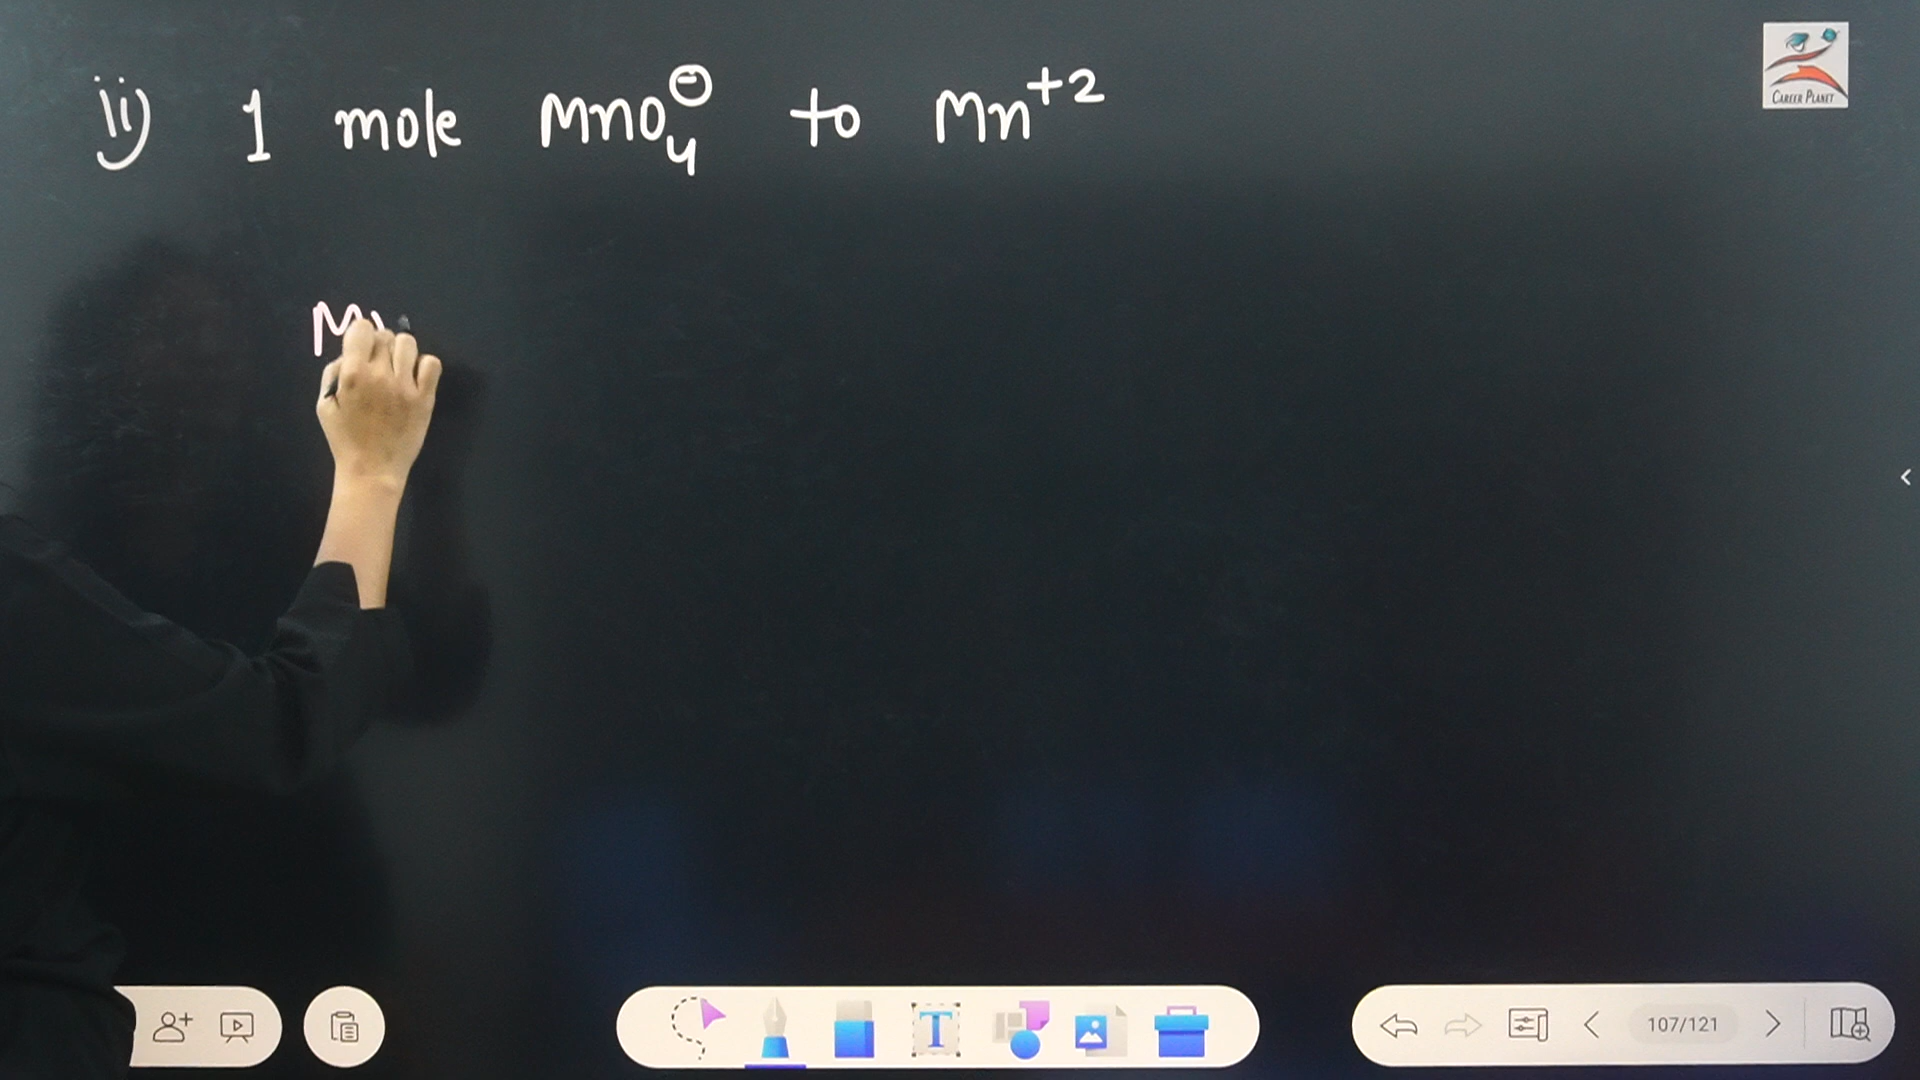 ii) 1 mole MnO₄⊖ to Mn⁺²
CAREER PLANET
M
107/121